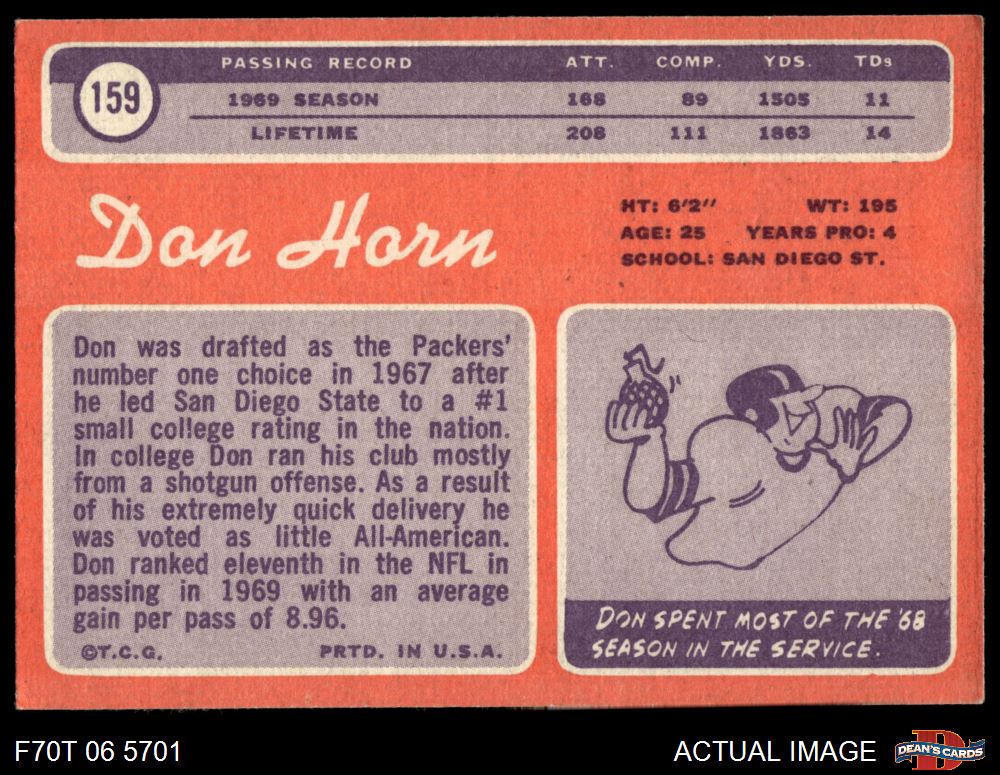 159
PASSING RECORD ATT. COMP. YDS. TDs
1969 SEASON 168 89 1505 11
LIFETIME 208 111 1863 14
Don Horn
HT: 6'2" WT: 195
AGE: 25 YEARS PRO: 4
SCHOOL: SAN DIEGO ST.
Don was drafted as the Packers'
number one choice in 1967 after
he led San Diego State to a #1
small college rating in the nation.
In college Don ran his club mostly
from a shotgun offense. As a result
of his extremely quick delivery he
was voted as little All-American.
Don ranked eleventh in the NFL in
passing in 1969 with an average
gain per pass of 8.96.
©T.C.G. PRTD. IN U.S.A.
DON SPENT MOST OF THE '68
SEASON IN THE SERVICE.
F70T 06 5701
ACTUAL IMAGE
DEAN'S CARDS